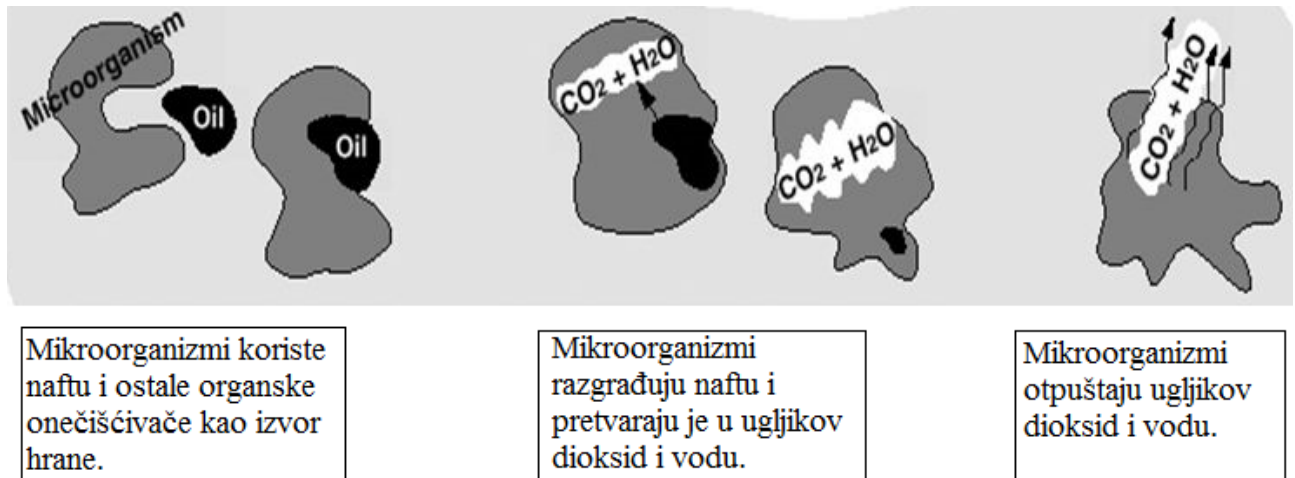 Microorganism
Oil
Oil
CO2 + H2O
CO2 + H2O
CO2 + H2O
Mikroorganizmi koriste
naftu i ostale organske
onečišćivače kao izvor
hrane.
Mikroorganizmi
razgrađuju naftu i
pretvaraju je u ugljikov
dioksid i vodu.
Mikroorganizmi
otpuštaju ugljikov
dioksid i vodu.